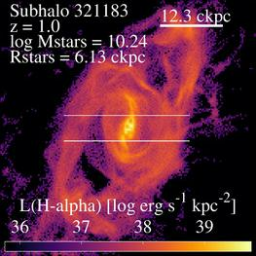 Subhalo 321183
12.3 ckpc
z = 1.0
log Mstars = 10.24
Rstars = 6.13 ckpc
L(H-alpha) [log erg s⁻¹ kpc⁻²]
36 37 38 39